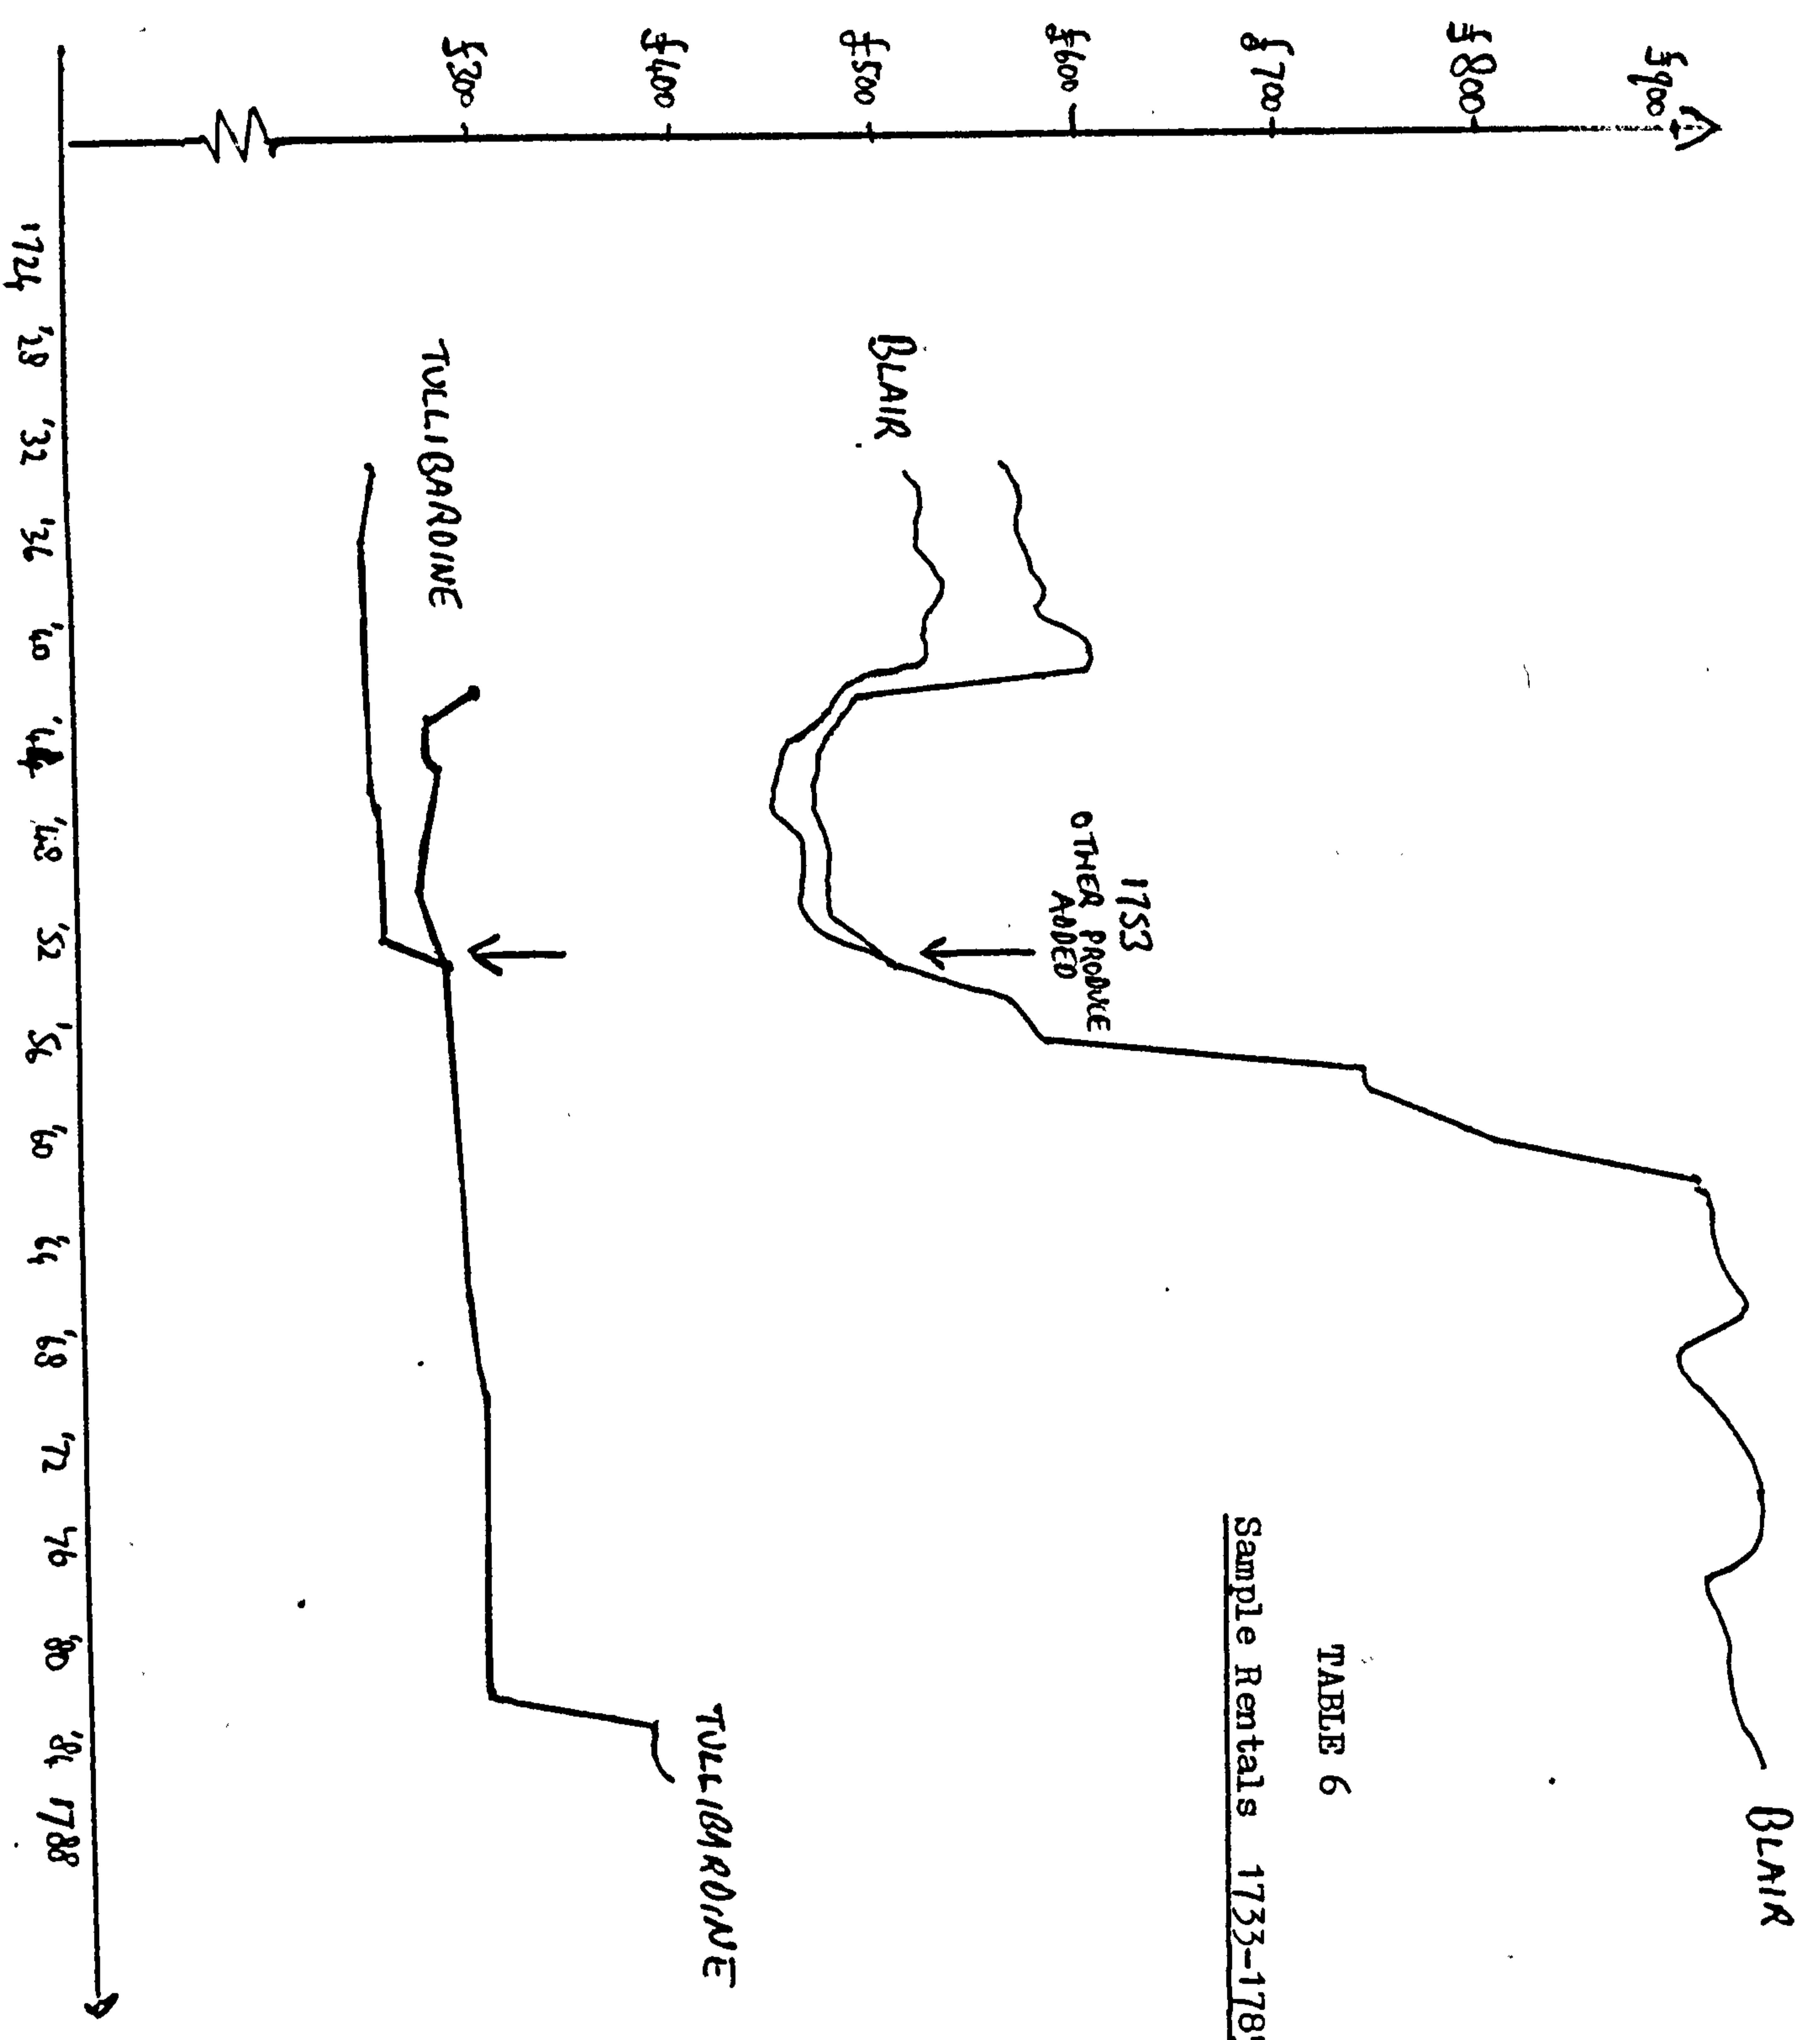 TABLE 6
Sample Rentals 1733-178
£900
£800
£700
£600
£500
£400
£300
BLAIR
BLAIR
1753
OTHER PRODUCE
ADDED
TULLIBARDINE
TULLIBARDINE
1724 '28 '32 '36 '40 '44 '48 '52 '56 '60 '64 '68 '72 '76 '80 '84 1788